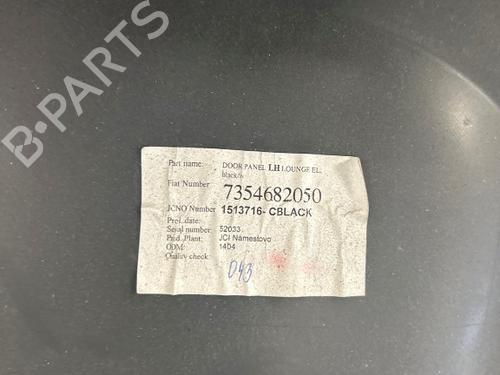 B-PARTS
Part name: DOOR PANEL LH LOUNGE EL.
black/
Fiat Number 7354682050
JCNO Number 1513716- CBLACK
Prod. date:
Serial number 52033
Prod. Plant: JCI Námestovo
ODM: 1404
Quality check:
043